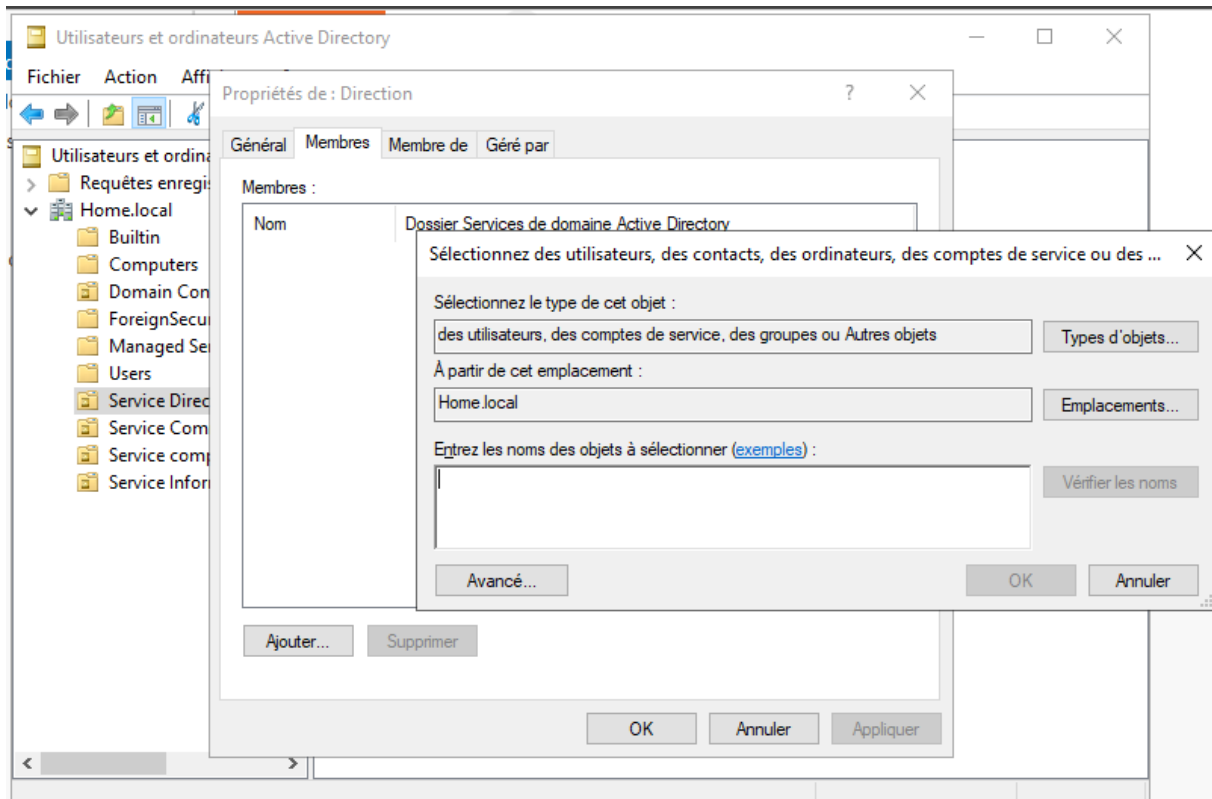 Utilisateurs et ordinateurs Active Directory
Fichier Action Affi
Propriétés de : Direction
Général Membres Membre de Géré par
Utilisateurs et ordina
Requêtes enregi
Home.local
Builtin
Computers
Domain Con
ForeignSecu
Managed Se
Users
Service Direc
Service Com
Service comp
Service Infor
Membres :
Nom Dossier Services de domaine Active Directory
Sélectionnez des utilisateurs, des contacts, des ordinateurs, des comptes de service ou des ...
Sélectionnez le type de cet objet :
des utilisateurs, des comptes de service, des groupes ou Autres objets Types d'objets...
À partir de cet emplacement :
Home.local Emplacements...
Entrez les noms des objets à sélectionner (exemples) :
Vérifier les noms
Avancé... OK Annuler
Ajouter... Supprimer
OK Annuler Appliquer